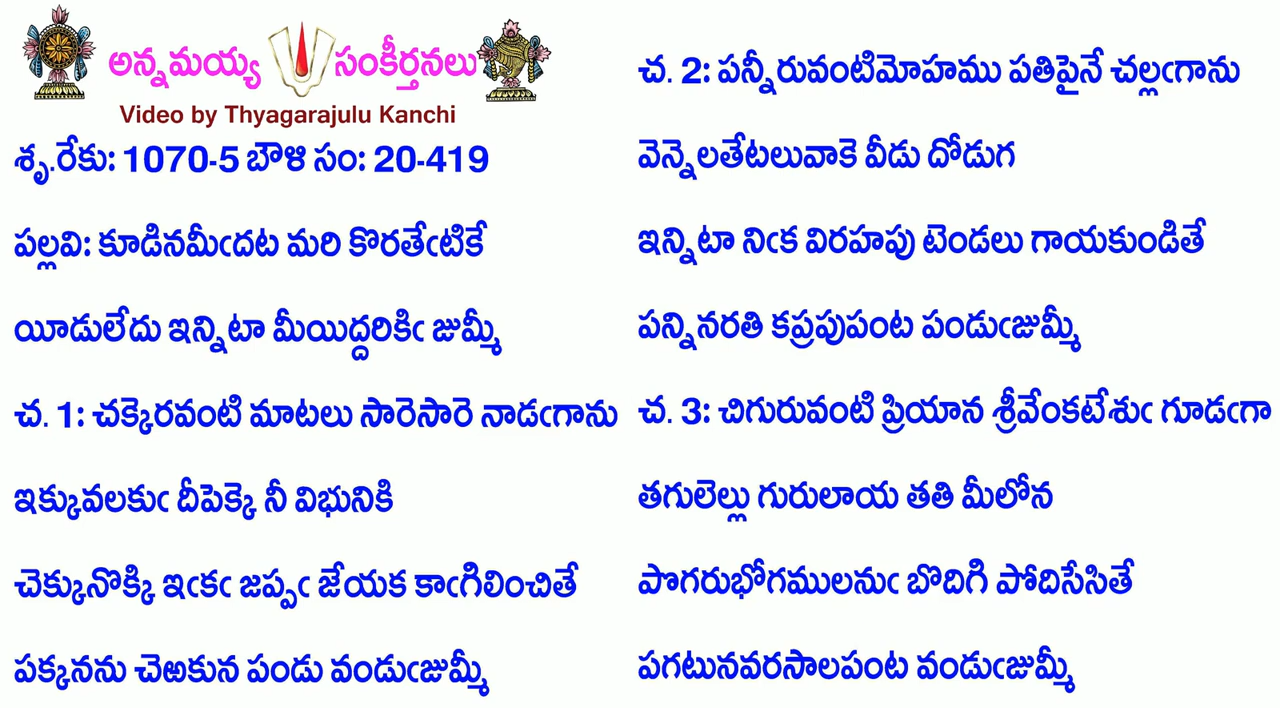 అన్నమయ్య సంకీర్తనలు
Video by Thyagarajulu Kanchi
శృ.రేకు: 1070-5 బౌళి సం: 20-419
పల్లవి: కూడినమీఁదట మరి కొరతేఁటికే
యీడులేదు ఇన్నిటా మీయిద్దరికిఁ జుమ్మీ
చ. 1: చక్కెరవంటి మాటలు సారెసారె నాడఁగాను
ఇక్కువలకుఁ దీపెక్కె నీ విభునికి
చెక్కునొక్కి ఇఁకఁ జప్పఁ జేయక కాఁగిలించితే
పక్కనను చెఱకున పండు వండుఁజుమ్మీ
చ. 2: పన్నీరువంటిమోహము పతిపైనే చల్లఁగాను
వెన్నెలతేటలువాకె వీడు దోడుగ
ఇన్నిటా నిఁక విరహపు టెండలు గాయకుండితే
పన్నినరతి కప్రపుపంట పండుఁజుమ్మీ
చ. 3: చిగురువంటి ప్రియాన శ్రీవేంకటేశుఁ గూడఁగా
తగులెల్లు గురులాయ తతి మీలోన
పొగరుభోగములనుఁ బొదిగి పోదిసేసితే
పగటునవరసాలపంట వండుఁజుమ్మీ